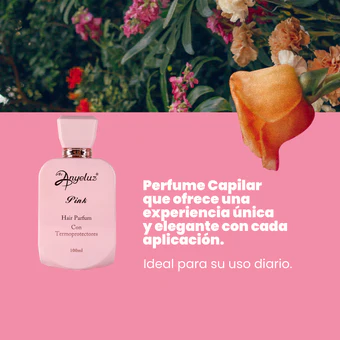 Angeluz®
Pink
Hair Parfum
Con
Termoprotectores
100ml
Perfume Capilar
que ofrece una
experiencia única
y elegante con cada
aplicación.
Ideal para su uso diario.